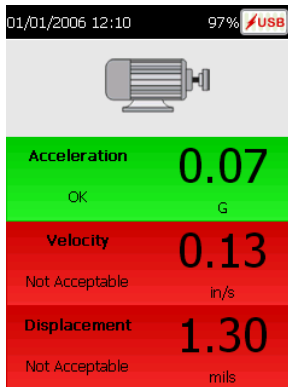 01/01/2006 12:10 97% USB
Acceleration 0.07
OK G
Velocity 0.13
Not Acceptable in/s
Displacement 1.30
Not Acceptable mils